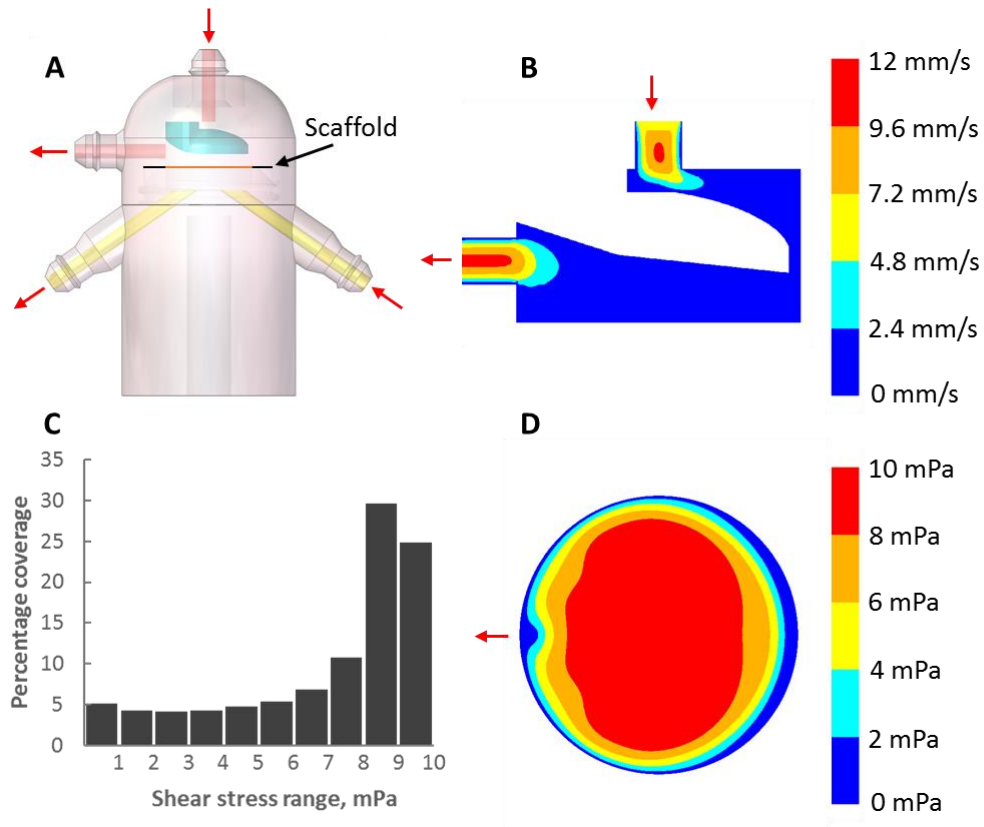 A
Scaffold
B
12 mm/s
9.6 mm/s
7.2 mm/s
4.8 mm/s
2.4 mm/s
0 mm/s
C
35
30
25
20
15
10
5
0
Percentage coverage
1 2 3 4 5 6 7 8 9 10
Shear stress range, mPa
D
10 mPa
8 mPa
6 mPa
4 mPa
2 mPa
0 mPa